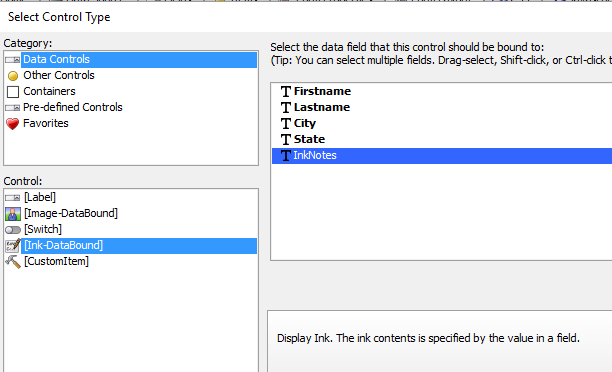 Select Control Type
Category:
Data Controls
Other Controls
Containers
Pre-defined Controls
Favorites
Control:
[Label]
[Image-DataBound]
[Switch]
[Ink-DataBound]
[CustomItem]
Select the data field that this control should be bound to:
(Tip: You can select multiple fields. Drag-select, Shift-click, or Ctrl-click t
Firstname
Lastname
City
State
InkNotes
Display Ink. The ink contents is specified by the value in a field.